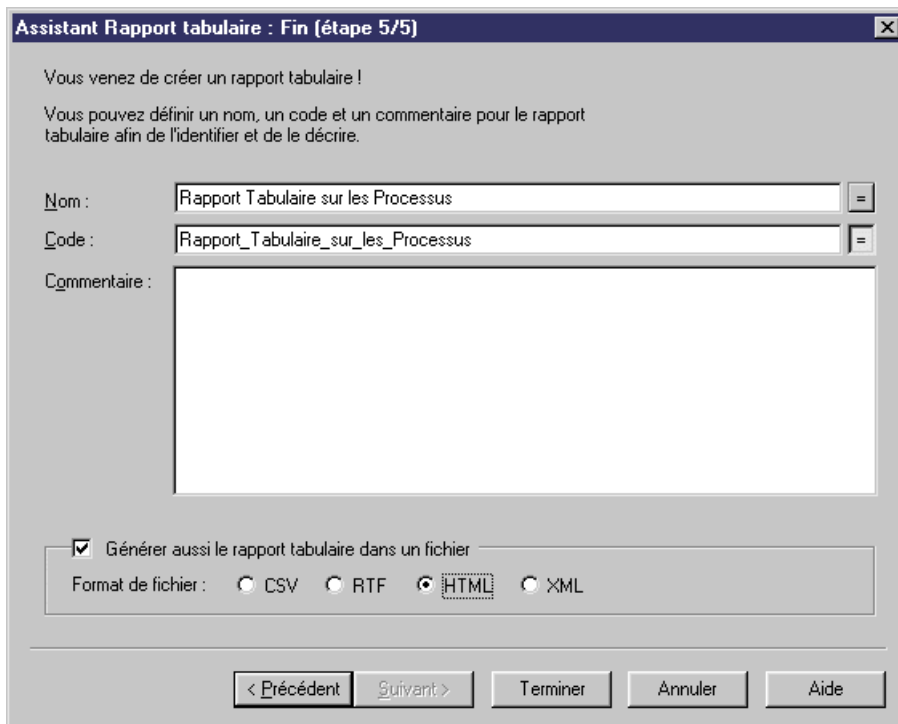 Assistant Rapport tabulaire : Fin (étape 5/5)
Vous venez de créer un rapport tabulaire !
Vous pouvez définir un nom, un code et un commentaire pour le rapport
tabulaire afin de l'identifier et de le décrire.
Nom : Rapport Tabulaire sur les Processus =
Code : Rapport_Tabulaire_sur_les_Processus =
Commentaire :
Générer aussi le rapport tabulaire dans un fichier
Format de fichier : CSV RTF HTML XML
< Précédent Suivant > Terminer Annuler Aide